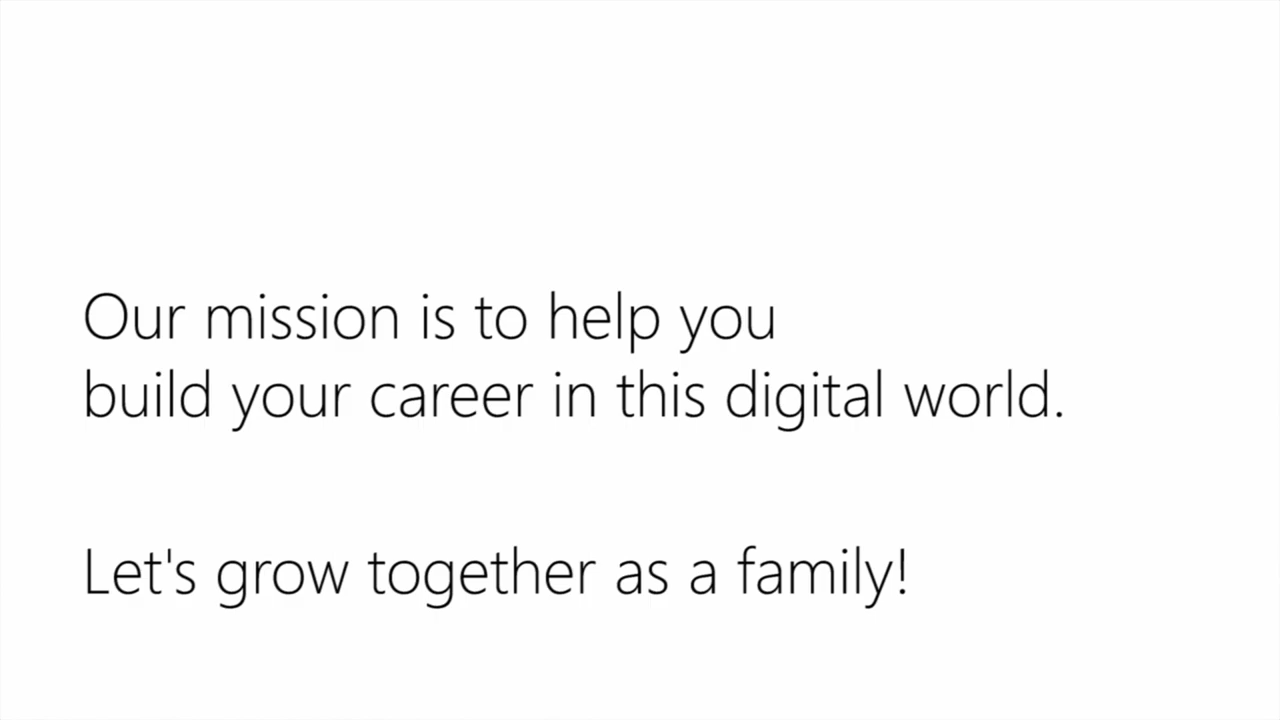 Our mission is to help you
build your career in this digital world.
Let's grow together as a family!